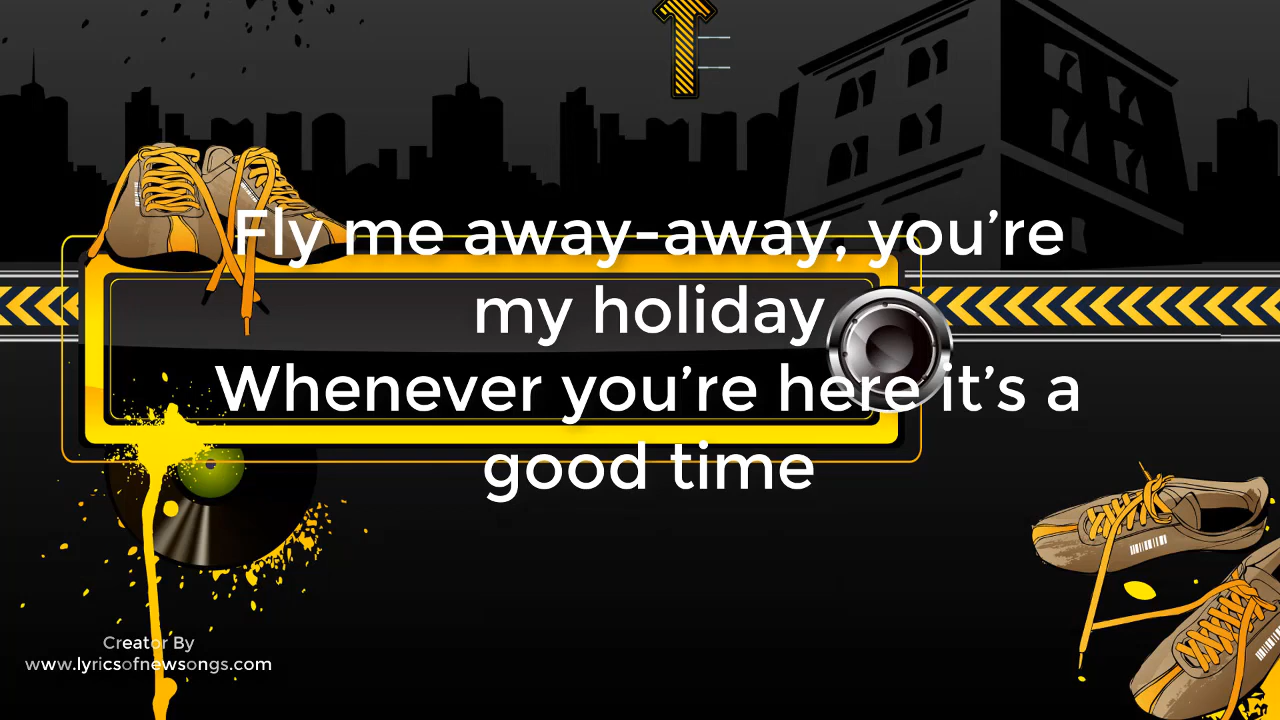 Fly me away-away, you’re
my holiday
Whenever you’re here it’s a
good time
Creator By
www.lyricsofnewsongs.com